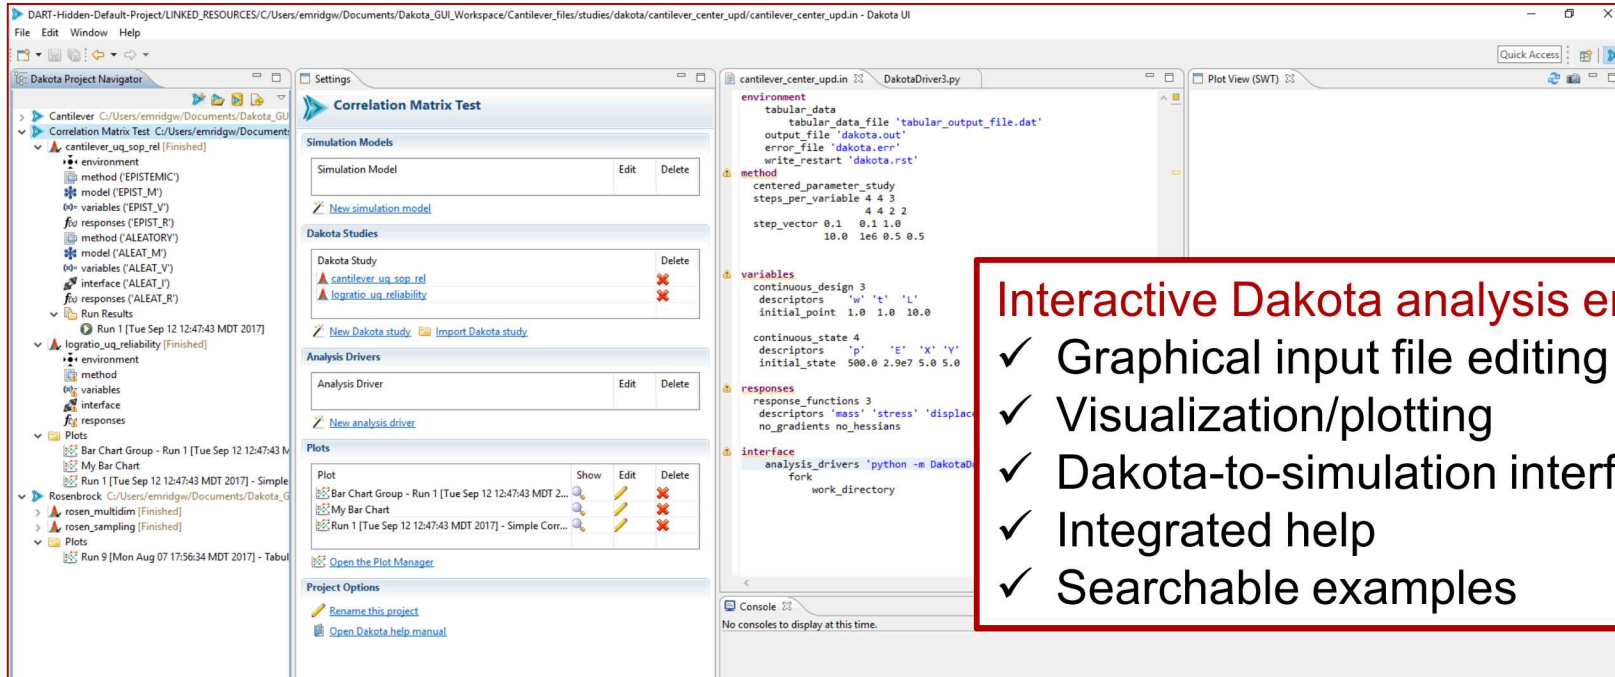 DART-Hidden-Default-Project/LINKED_RESOURCES/C/Users/emridgw/Documents/Dakota_GUI_Workspace/Cantilever_files/studies/dakota/cantilever_center_upd/cantilever_center_upd.in - Dakota UI
File Edit Window Help
Quick Access
Dakota Project Navigator
Cantilever C:/Users/emridgw/Documents/Dakota_GU
Correlation Matrix Test C:/Users/emridgw/Documents
cantilever_uq_sop_rel [Finished]
environment
method ('EPISTEMIC')
model ('EPIST_M')
(x)= variables ('EPIST_V')
f(x) responses ('EPIST_R')
method ('ALEATORY')
model ('ALEAT_M')
(x)= variables ('ALEAT_V')
interface ('ALEAT_I')
f(x) responses ('ALEAT_R')
Run Results
Run 1 [Tue Sep 12 12:47:43 MDT 2017]
logratio_uq_reliability [Finished]
environment
method
variables
interface
responses
Plots
Bar Chart Group - Run 1 [Tue Sep 12 12:47:43 M
My Bar Chart
Run 1 [Tue Sep 12 12:47:43 MDT 2017] - Simple
Rosenbrock C:/Users/emridgw/Documents/Dakota_G
rosen_multidim [Finished]
rosen_sampling [Finished]
Plots
Run 9 [Mon Aug 07 17:56:34 MDT 2017] - Tabul
Settings
Correlation Matrix Test
Simulation Models
Simulation Model Edit Delete
New simulation model
Dakota Studies
Dakota Study Delete
cantilever_uq_sop_rel
logratio_uq_reliability
New Dakota study Import Dakota study
Analysis Drivers
Analysis Driver Edit Delete
New analysis driver
Plots
Plot Show Edit Delete
Bar Chart Group - Run 1 [Tue Sep 12 12:47:43 MDT 2...
My Bar Chart
Run 1 [Tue Sep 12 12:47:43 MDT 2017] - Simple Corr...
Open the Plot Manager
Project Options
Rename this project
Open Dakota help manual
cantilever_center_upd.in DakotaDriver3.py
environment
tabular_data
tabular_data_file 'tabular_output_file.dat'
output_file 'dakota.out'
error_file 'dakota.err'
write_restart 'dakota.rst'
method
centered_parameter_study
steps_per_variable 4 4 3
4 4 2 2
step_vector 0.1 0.1 1.0
10.0 1e6 0.5 0.5
variables
continuous_design 3
descriptors 'w' 't' 'L'
initial_point 1.0 1.0 10.0
continuous_state 4
descriptors 'p' 'E' 'X' 'Y'
initial_state 500.0 2.9e7 5.0 5.0
responses
response_functions 3
descriptors 'mass' 'stress' 'displac
no_gradients no_hessians
interface
analysis_drivers 'python -m DakotaD
fork
work_directory
Console
No consoles to display at this time.
Plot View (SWT)
Interactive Dakota analysis e
✓ Graphical input file editing
✓ Visualization/plotting
✓ Dakota-to-simulation interf
✓ Integrated help
✓ Searchable examples